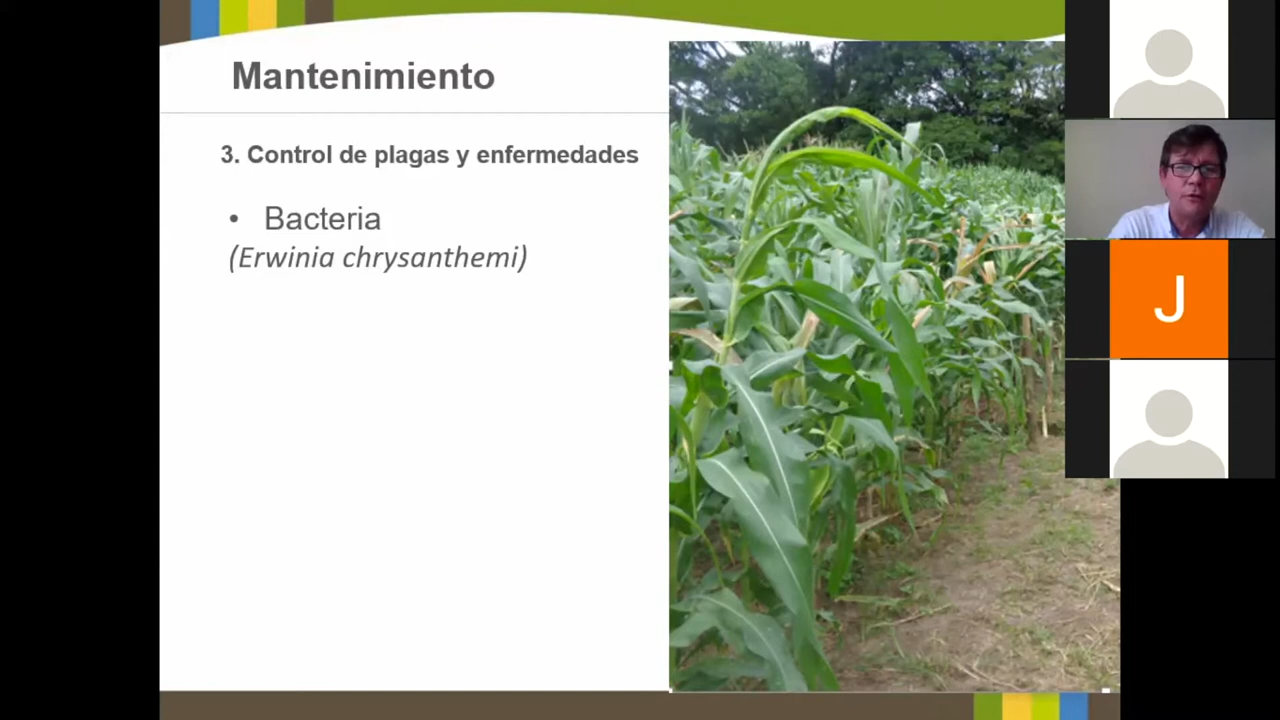 Mantenimiento
3. Control de plagas y enfermedades
• Bacteria
(Erwinia chrysanthemi)
J